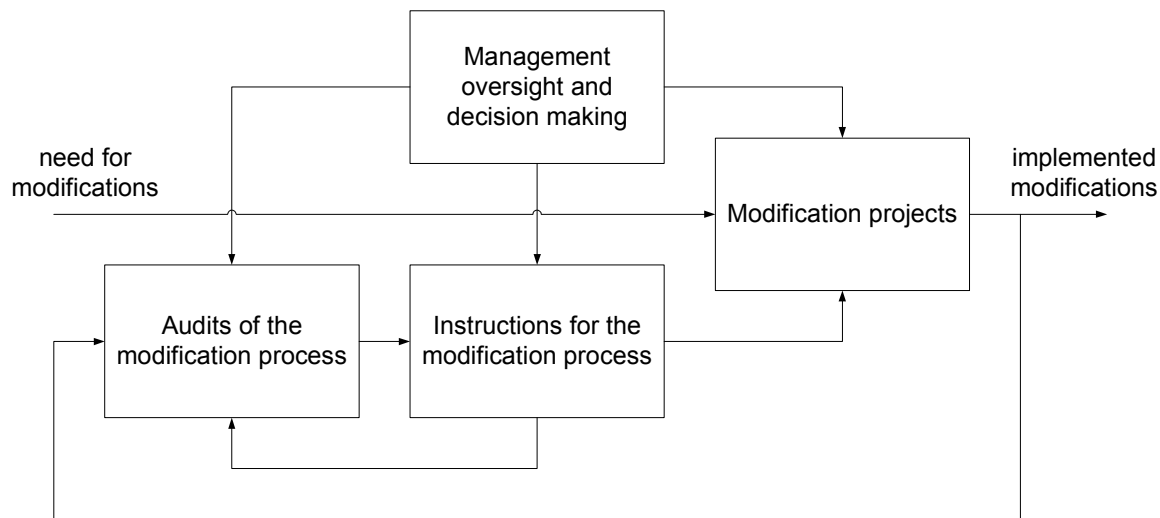 Management
oversight and
decision making
need for
modifications
implemented
modifications
Modification projects
Audits of the
modification process
Instructions for the
modification process